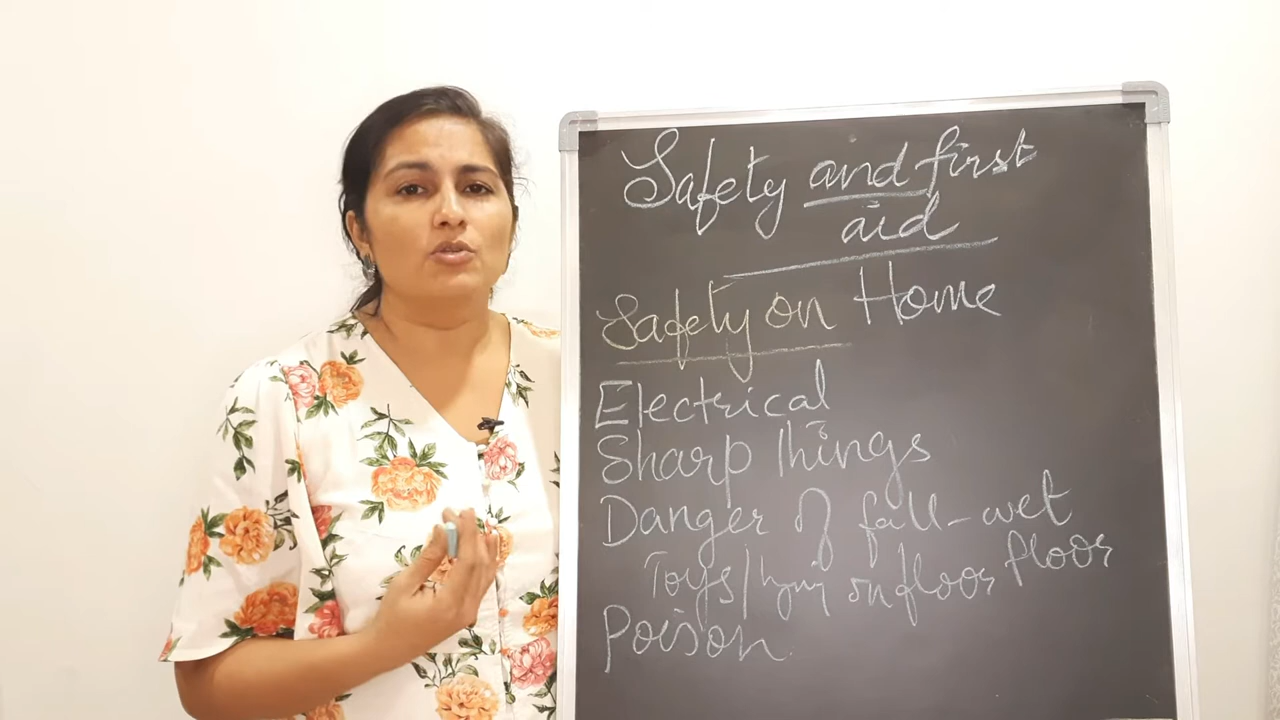 Safety and first
aid
Safety on Home
Electrical
Sharp things
Danger of fall-wet
floor
Toys/lying on floor
Poison